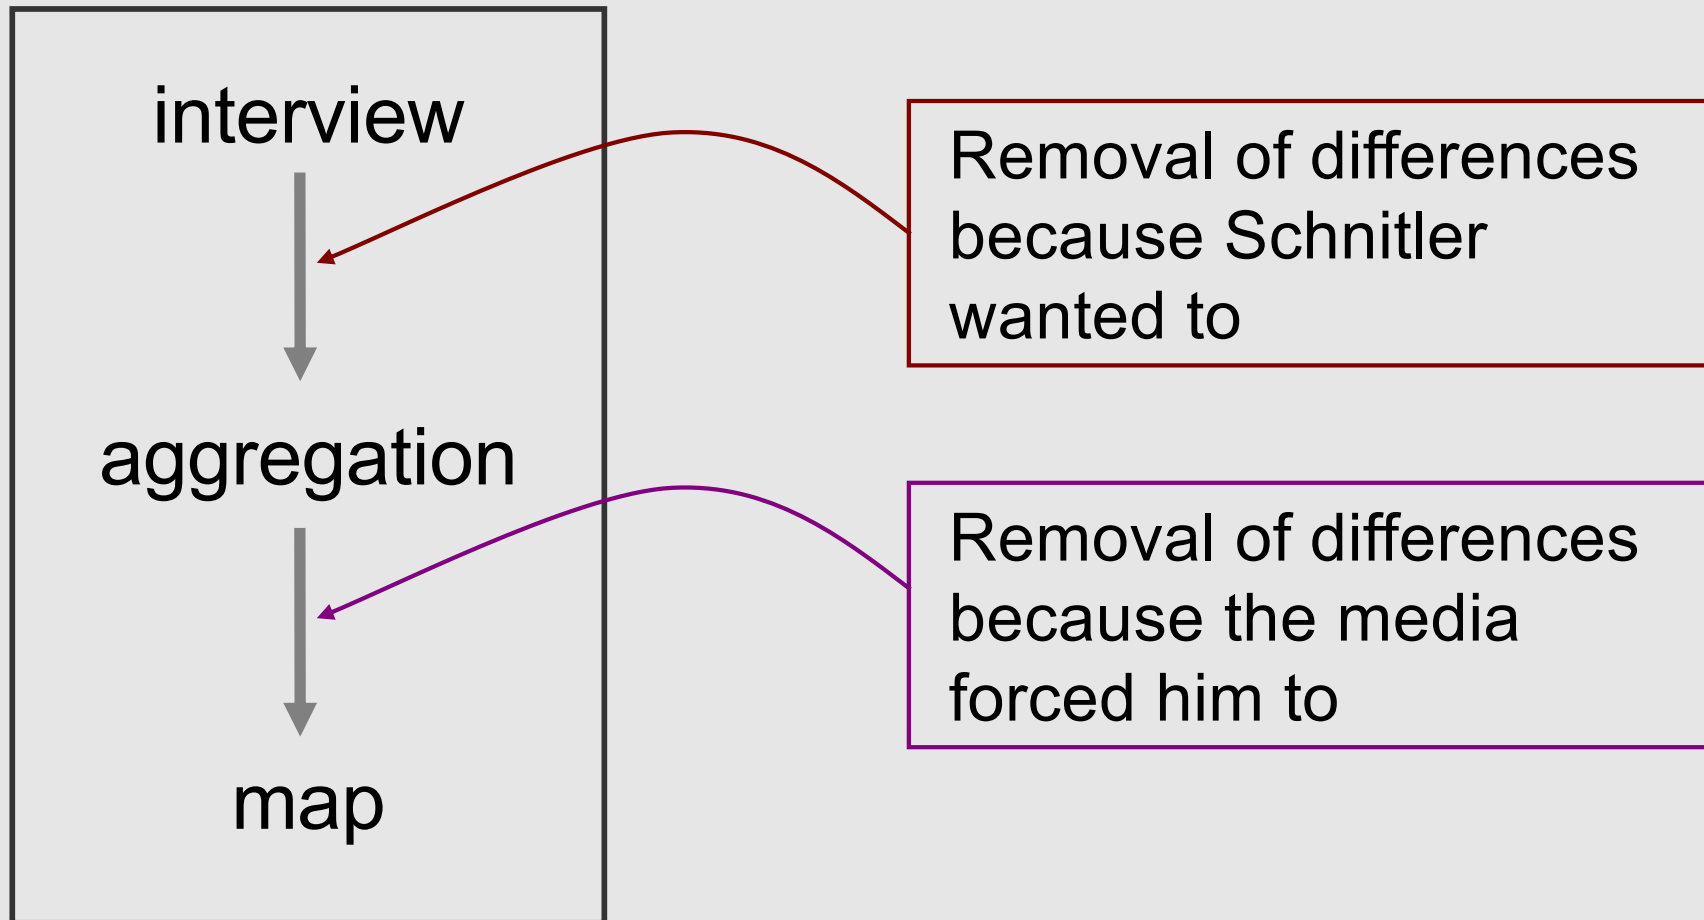 interview
aggregation
map
Removal of differences
because Schnitler
wanted to
Removal of differences
because the media
forced him to